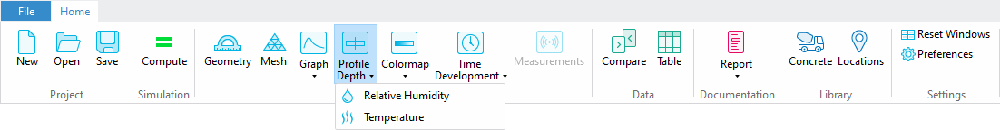 File Home
New Open Save Compute Geometry Mesh Graph Profile Depth Colormap Time Development Measurements Compare Table Report Concrete Locations Reset Windows
Preferences
Project Simulation Data Documentation Library Settings
Relative Humidity
Temperature